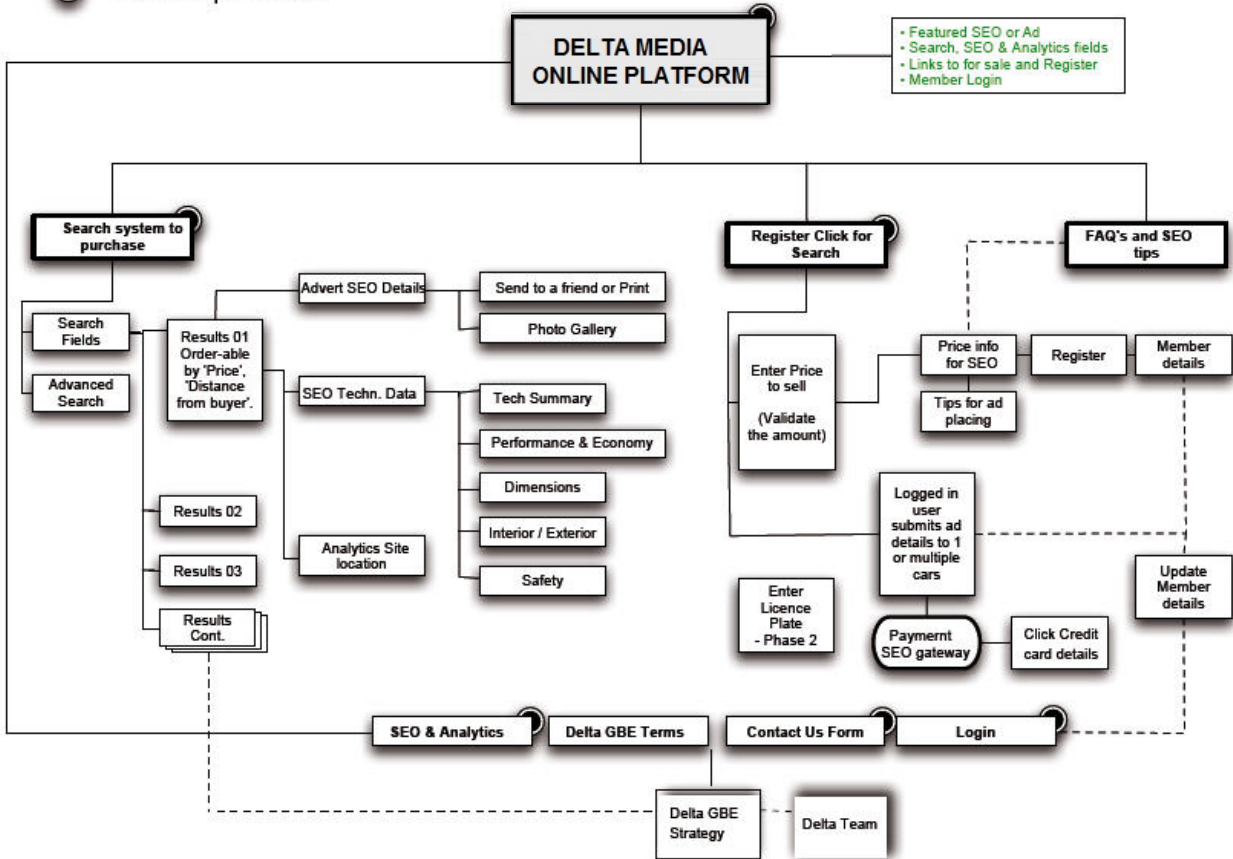 DELTA MEDIA
ONLINE PLATFORM
• Featured SEO or Ad
• Search, SEO & Analytics fields
• Links to for sale and Register
• Member Login
Search system to
purchase
Register Click for
Search
FAQ's and SEO
tips
Search
Fields
Advanced
Search
Results 01
Order-able
by 'Price',
'Distance
from buyer'.
Results 02
Results 03
Results
Cont.
Advert SEO Details
Send to a friend or Print
Photo Gallery
SEO Techn. Data
Tech Summary
Performance & Economy
Dimensions
Interior / Exterior
Safety
Analytics Site
location
Enter Price
to sell
(Validate
the amount)
Price info
for SEO
Register
Member
details
Tips for ad
placing
Logged in
user
submits ad
details to 1
or multiple
cars
Enter
Licence
Plate
- Phase 2
Paymernt
SEO gateway
Click Credit
card details
Update
Member
details
SEO & Analytics
Delta GBE Terms
Contact Us Form
Login
Delta GBE
Strategy
Delta Team